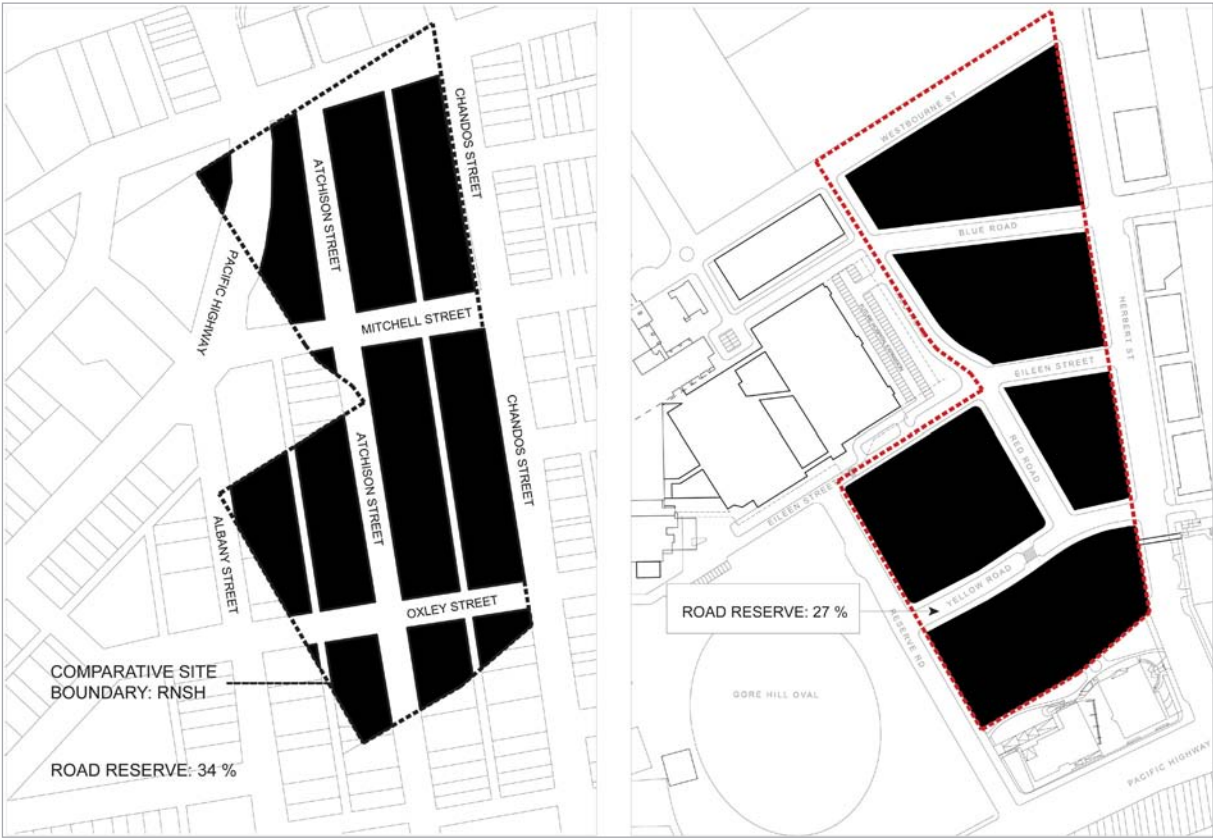 CHANDOS STREET
ATCHISON STREET
PACIFIC HIGHWAY
MITCHELL STREET
CHANDOS STREET
ATCHISON STREET
ALBANY STREET
OXLEY STREET
COMPARATIVE SITE
BOUNDARY: RNSH
ROAD RESERVE: 34 %
WESTBOURNE ST
BLUE ROAD
HERBERT ST
EILEEN STREET
RED ROAD
EILEEN STREE
YELLOW ROAD
ROAD RESERVE: 27 %
RESERVE RD
GORE HILL OVAL
PACIFIC HIGHWAY